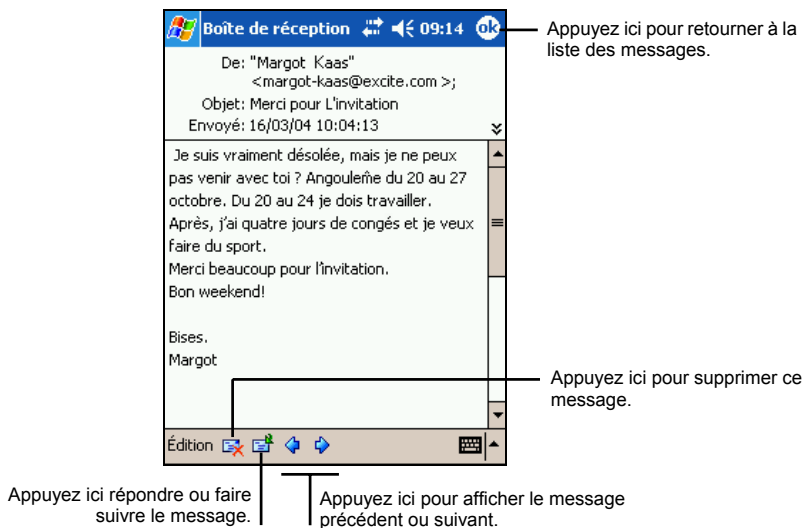 Boîte de réception 09:14 ok
Appuyez ici pour retourner à la
liste des messages.
De: "Margot Kaas"
<margot-kaas@excite.com >;
Objet: Merci pour L'invitation
Envoyé: 16/03/04 10:04:13
Je suis vraiment désolée, mais je ne peux
pas venir avec toi ? Angoulem̂e du 20 au 27
octobre. Du 20 au 24 je dois travailler.
Après, j'ai quatre jours de congés et je veux
faire du sport.
Merci beaucoup pour l'invitation.
Bon weekend!
Bises.
Margot
Appuyez ici pour supprimer ce
message.
Édition
Appuyez ici répondre ou faire
suivre le message.
Appuyez ici pour afficher le message
précédent ou suivant.